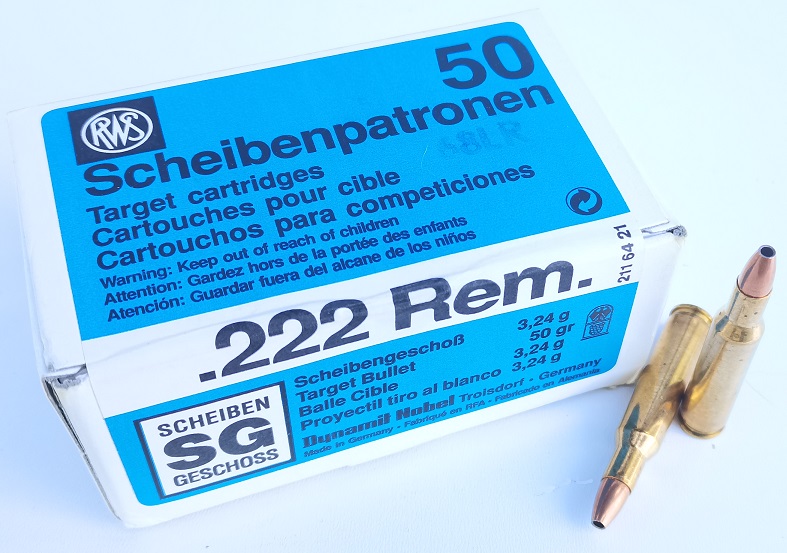 50
RWS
Scheibenpatronen
68LR
Target cartridges
Cartouches pour cible
Cartouchos para competiciones
Warning: Keep out of reach of children
Attention: Gardez hors de la portée des enfants
Atención: Guardar fuera del alcane de los niños
211 64 21
.222 Rem.
Scheibengeschoß 3,24 g
Target Bullet 50 gr
Balle Cible 3,24 g
Proyectil tiro al blanco 3,24 g
Dynamit Nobel Troisdorf - Germany
Made in Germany - Fabriqué en RFA - Fabricado en Alemania
SCHEIBEN
SG
GESCHOSS